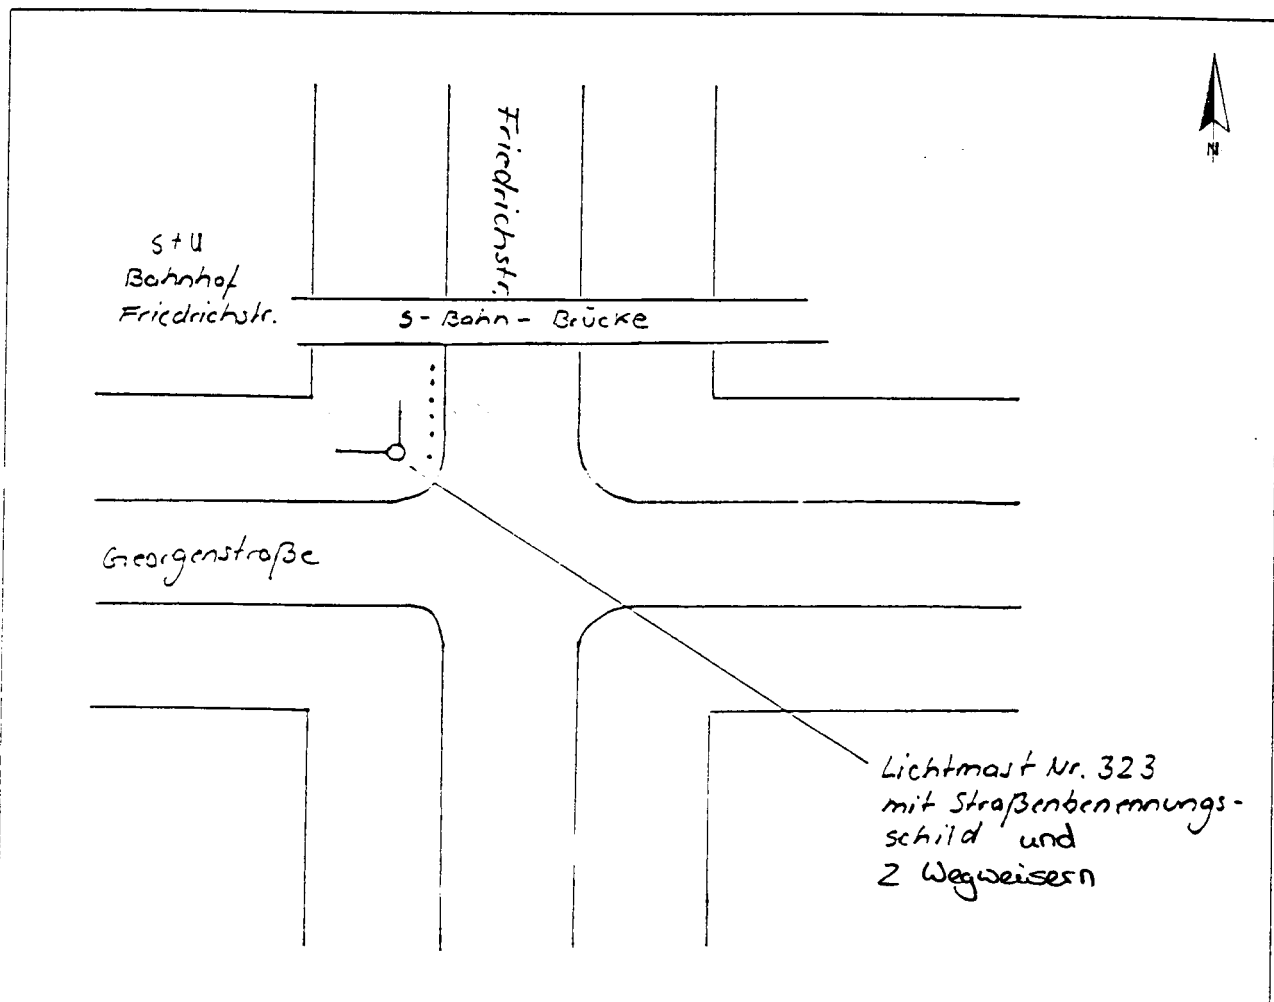 N
Friedrichstr.
S+U
Bahnhof
Friedrichstr.
S-Bahn-Brücke
Georgenstraße
Lichtmast Nr. 323
mit Straßenbenennungs-
schild und
2 Wegweisern